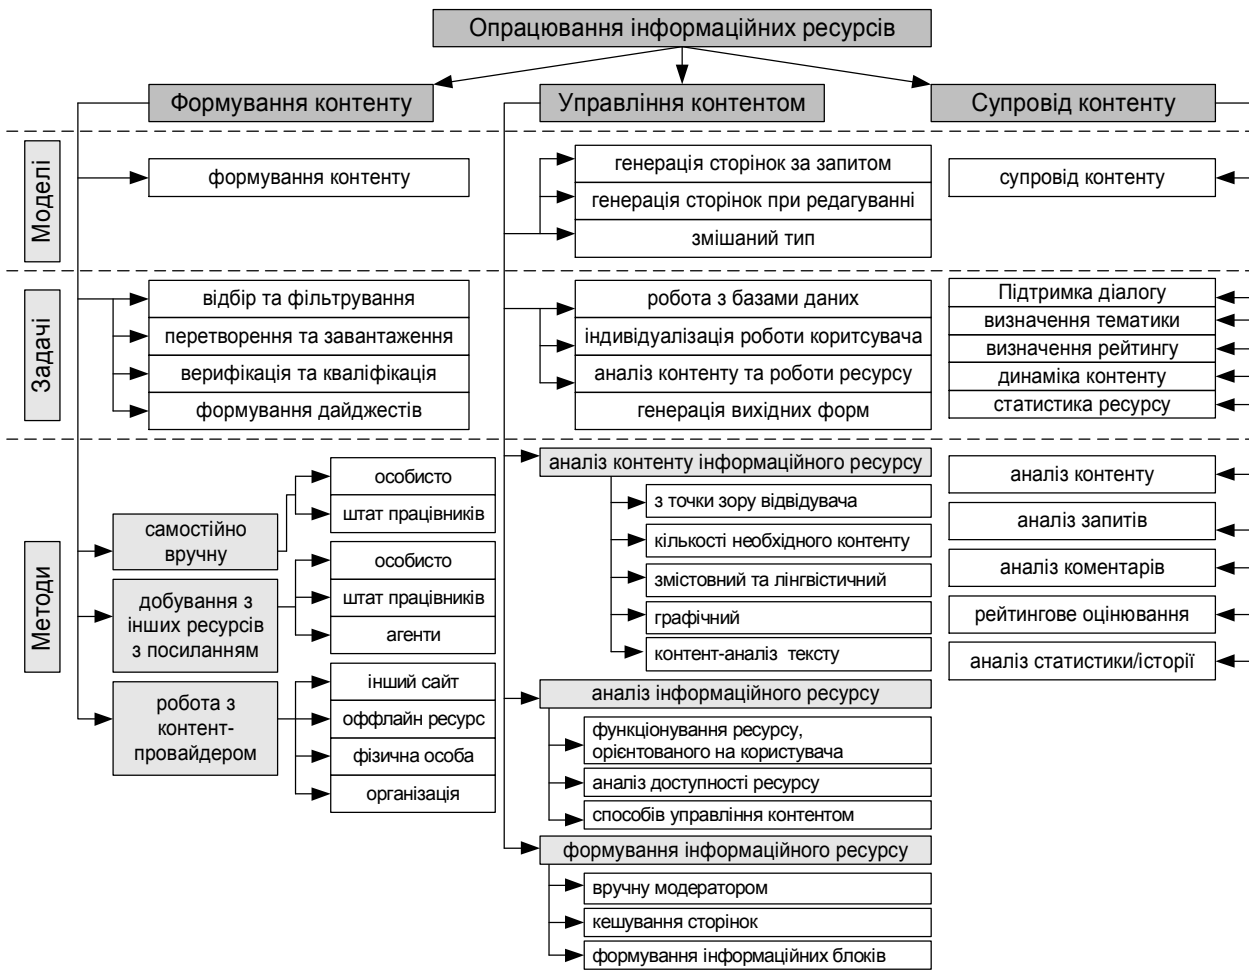 Опрацювання інформаційних ресурсів
Формування контенту
Управління контентом
Супровід контенту
Моделі
формування контенту
генерація сторінок за запитом
генерація сторінок при редагуванні
змішаний тип
супровід контенту
Задачі
відбір та фільтрування
перетворення та завантаження
верифікація та кваліфікація
формування дайджестів
робота з базами даних
індивідуалізація роботи коритсувача
аналіз контенту та роботи ресурсу
генерація вихідних форм
Підтримка діалогу
визначення тематики
визначення рейтингу
динаміка контенту
статистика ресурсу
Методи
самостійно
вручну
особисто
штат працівників
добування з
інших ресурсів
з посиланням
особисто
штат працівників
агенти
робота з
контент-
провайдером
інший сайт
оффлайн ресурс
фізична особа
організація
аналіз контенту інформаційного ресурсу
з точки зору відвідувача
кількості необхідного контенту
змістовний та лінгвістичний
графічний
контент-аналіз тексту
аналіз інформаційного ресурсу
функціонування ресурсу,
орієнтованого на користувача
аналіз доступності ресурсу
способів управління контентом
формування інформаційного ресурсу
вручну модератором
кешування сторінок
формування інформаційних блоків
аналіз контенту
аналіз запитів
аналіз коментарів
рейтингове оцінювання
аналіз статистики/історії